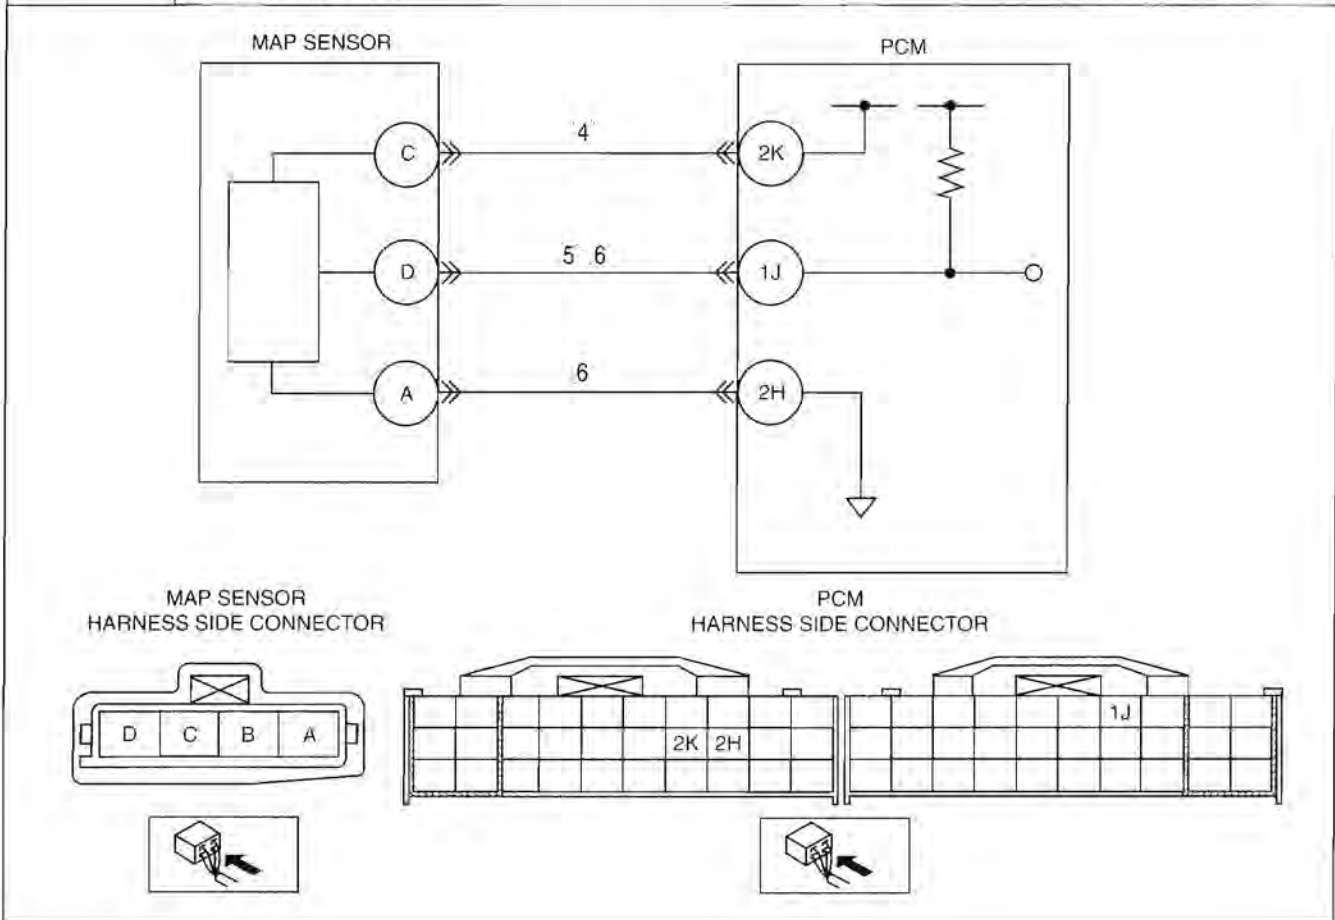 MAP SENSOR
PCM
C
4
2K
D
5 6
1J
A
6
2H
MAP SENSOR
HARNESS SIDE CONNECTOR
PCM
HARNESS SIDE CONNECTOR
D C B A
2K 2H
1J